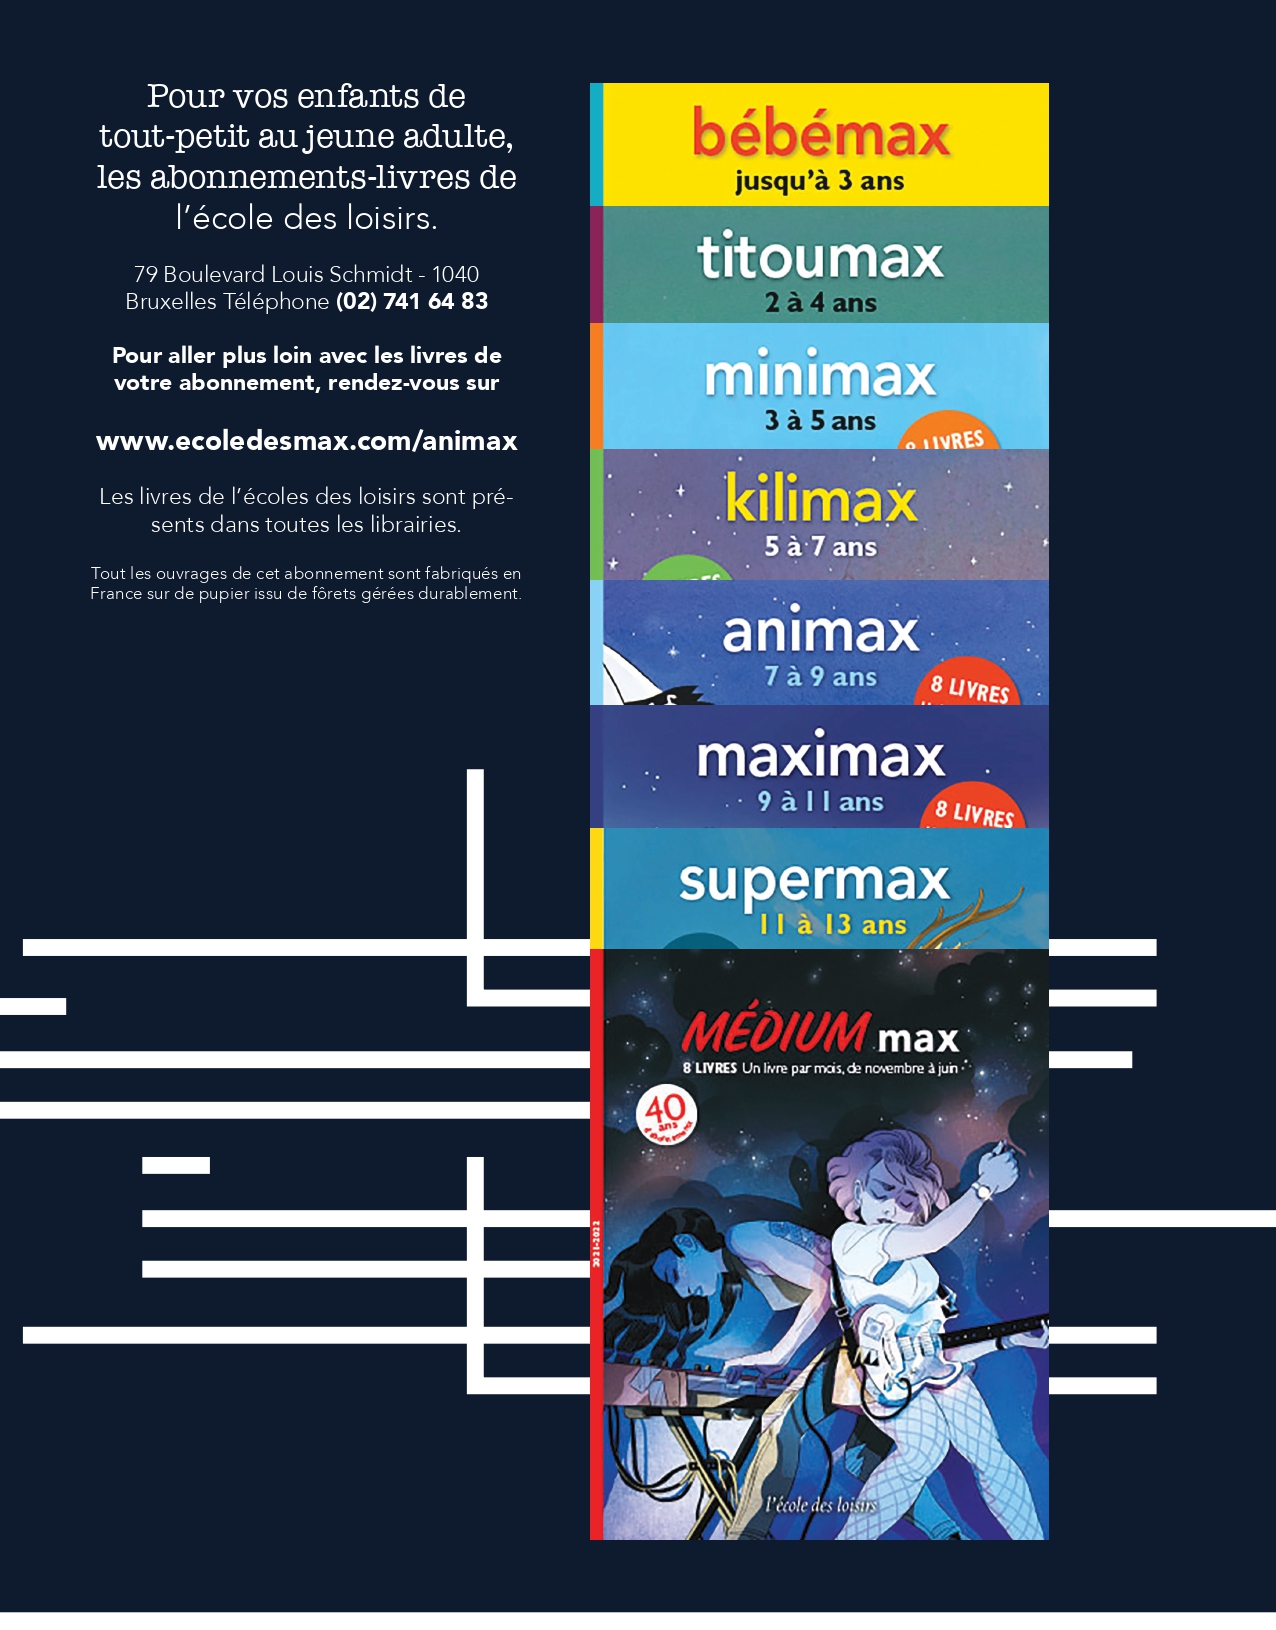 Pour vos enfants de
tout-petit au jeune adulte,
les abonnements-livres de
l'école des loisirs.
79 Boulevard Louis Schmidt - 1040
Bruxelles Téléphone (02) 741 64 83
Pour aller plus loin avec les livres de
votre abonnement, rendez-vous sur
www.ecoledesmax.com/animax
Les livres de l'écoles des loisirs sont pré-
sents dans toutes les librairies.
Tout les ouvrages de cet abonnement sont fabriqués en
France sur de pupier issu de fôrets gérées durablement.
bébémax
jusqu'à 3 ans
titoumax
2 à 4 ans
minimax
3 à 5 ans
8 LIVRES
kilimax
5 à 7 ans
animax
7 à 9 ans
8 LIVRES
maximax
9 à 11 ans
8 LIVRES
supermax
11 à 13 ans
MÉDIUM max
8 LIVRES Un livre par mois, de novembre à juin
40
ans
2021-2022
l'école des loisirs